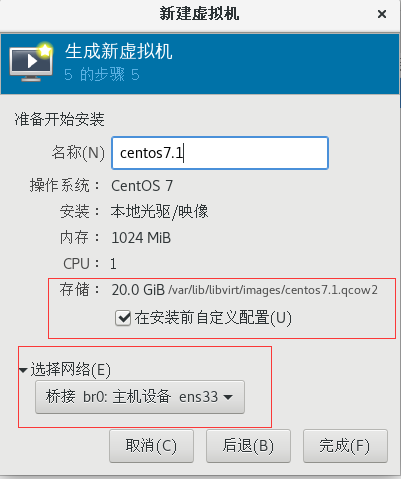 新建虚拟机
生成新虚拟机
5 的步骤 5
准备开始安装
名称(N) centos7.1
操作系统： CentOS 7
安装： 本地光驱/映像
内存： 1024 MiB
CPU： 1
存储： 20.0 GiB /var/lib/libvirt/images/centos7.1.qcow2
在安装前自定义配置(U)
选择网络(E)
桥接 br0: 主机设备 ens33
取消(C) 后退(B) 完成(F)